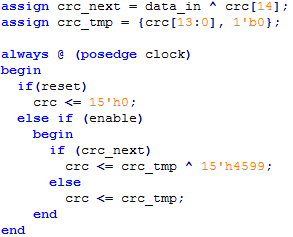 assign crc_next = data_in ^ crc[14];
assign crc_tmp = {crc[13:0], 1'b0};

always @ (posedge clock)
begin
  if(reset)
    crc <= 15'h0;
  else if (enable)
    begin
      if (crc_next)
        crc <= crc_tmp ^ 15'h4599;
      else
        crc <= crc_tmp;
    end
end